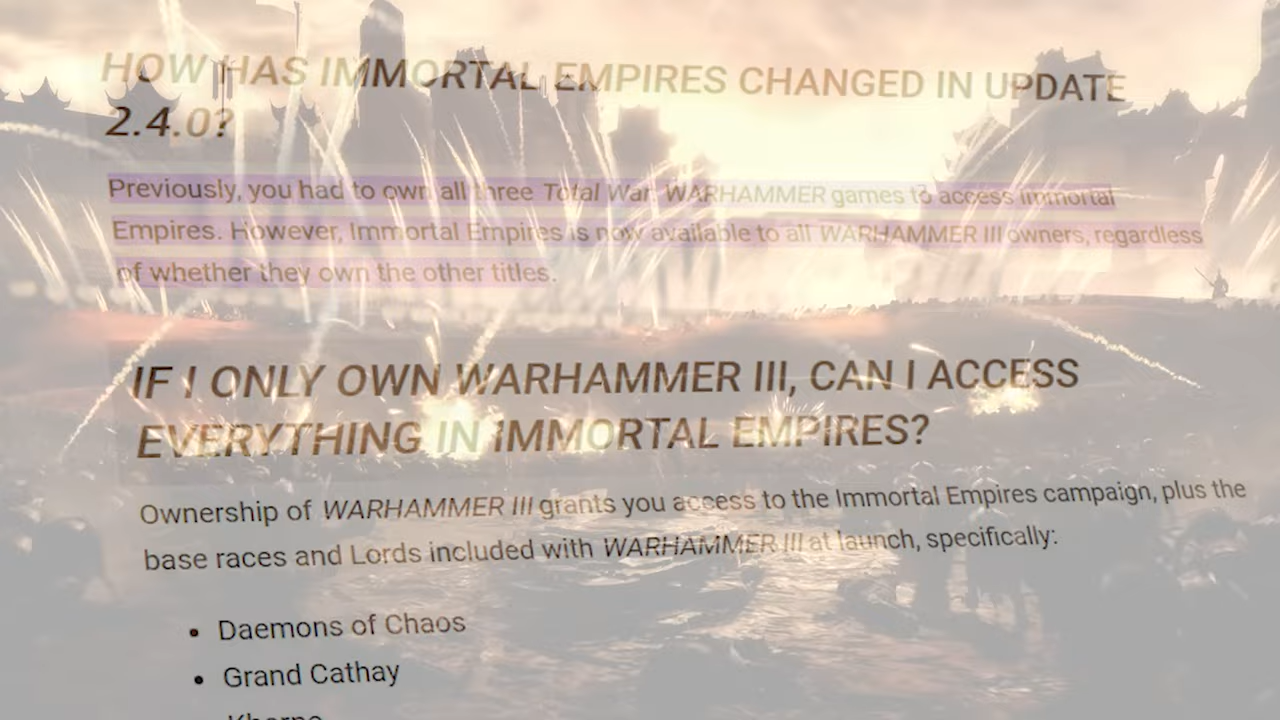 HOW HAS IMMORTAL EMPIRES CHANGED IN UPDATE
2.4.0?
Previously, you had to own all three Total War: WARHAMMER games to access Immortal
Empires. However, Immortal Empires is now available to all WARHAMMER III owners, regardless
of whether they own the other titles.
IF I ONLY OWN WARHAMMER III, CAN I ACCESS
EVERYTHING IN IMMORTAL EMPIRES?
Ownership of WARHAMMER III grants you access to the Immortal Empires campaign, plus the
base races and Lords included with WARHAMMER III at launch, specifically:
• Daemons of Chaos
• Grand Cathay
Khorne